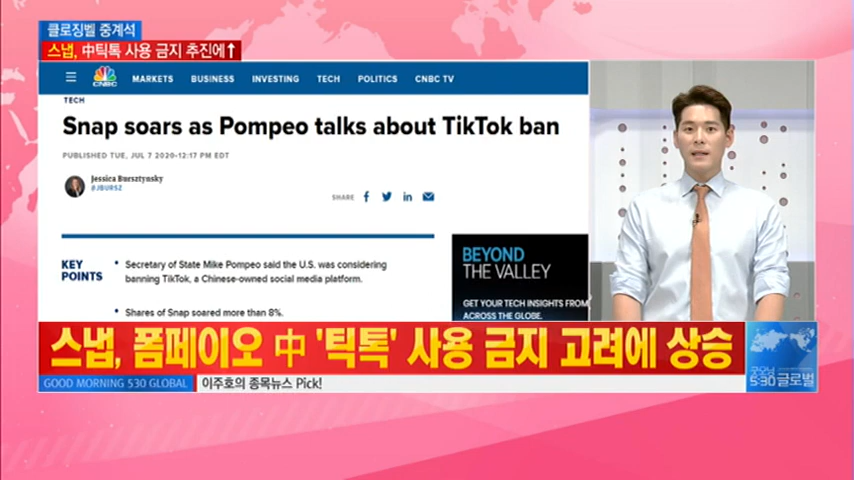 클로징벨 중계석
스냅, 中틱톡 사용 금지 추진에↑
CNBC MARKETS BUSINESS INVESTING TECH POLITICS CNBC TV
TECH
Snap soars as Pompeo talks about TikTok ban
PUBLISHED TUE, JUL 7 2020•12:17 PM EDT
Jessica Bursztynsky
@JBURSZ
SHARE
KEY POINTS
• Secretary of State Mike Pompeo said the U.S. was considering
banning TikTok, a Chinese-owned social media platform.
• Shares of Snap soared more than 8%.
BEYOND
THE VALLEY
GET YOUR TECH INSIGHTS FROM
ACROSS THE GLOBE.
스냅, 폼페이오 中 '틱톡' 사용 금지 고려에 상승
GOOD MORNING 530 GLOBAL
이주호의 종목뉴스 Pick!
굿모닝
5:30 글로벌